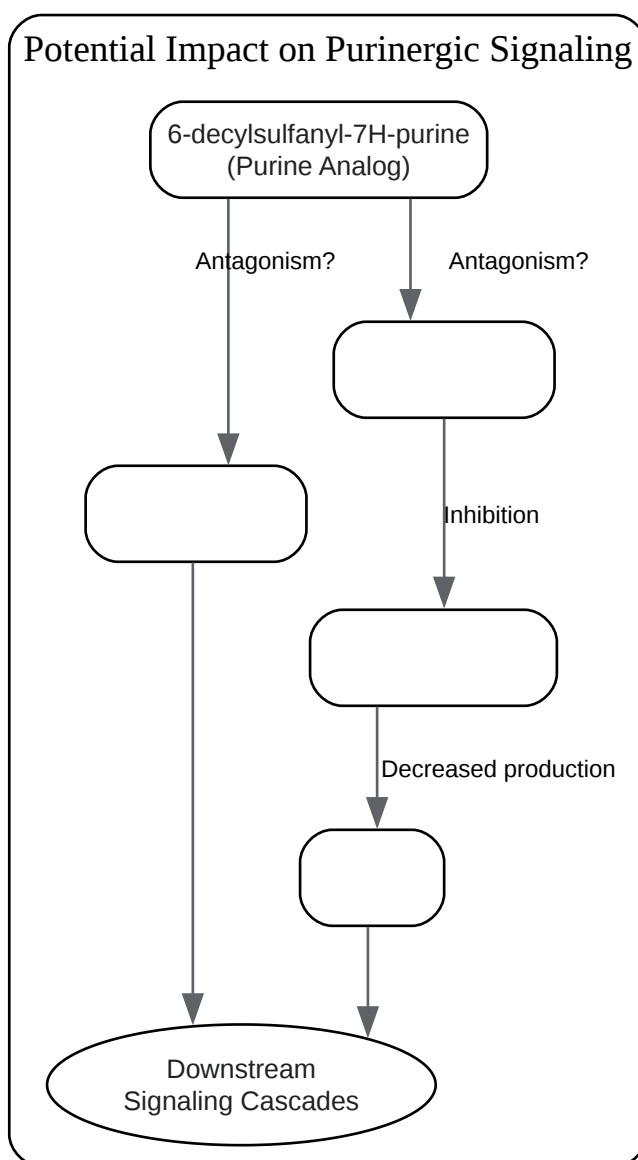 Potential Impact on Purinergic Signaling
6-decylsulfanyl-7H-purine
(Purine Analog)
Antagonism?
Antagonism?
Inhibition
Decreased production
Downstream
Signaling Cascades